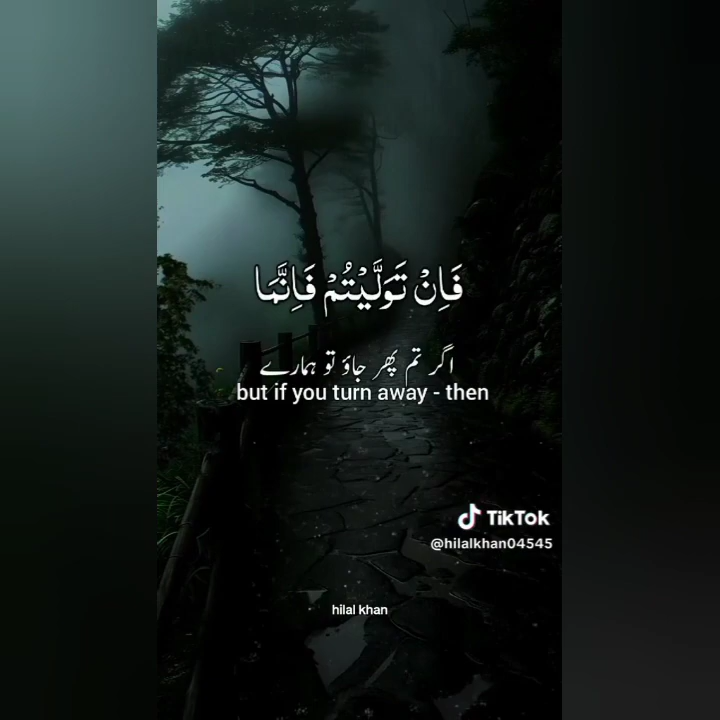 فَاِنْ تَوَلَّيْتُمْ فَاِنَّمَا
اگر تم پھر جاؤ تو ہمارے
but if you turn away - then
TikTok
@hilalkhan04545
hilal khan